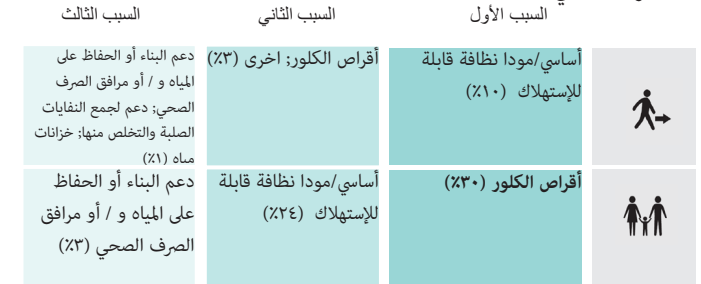 السبب الأول
السبب الثاني
السبب الثالث
أساسي/مودا نظافة قابلة
للإستهلاك (٪١٠)
أقراص الكلور; اخرى (٪٣)
دعم البناء أو الحفاظ على
المياه و / أو مرافق الصرف
الصحي; دعم لجمع النفايات
الصلبة والتخلص منها; خزانات
مياه (٪١)
أقراص الكلور (٪٣٠)
أساسي/مودا نظافة قابلة
للإستهلاك (٪٢٤)
دعم البناء أو الحفاظ
على المياه و / أو مرافق
الصرف الصحي (٪٣)